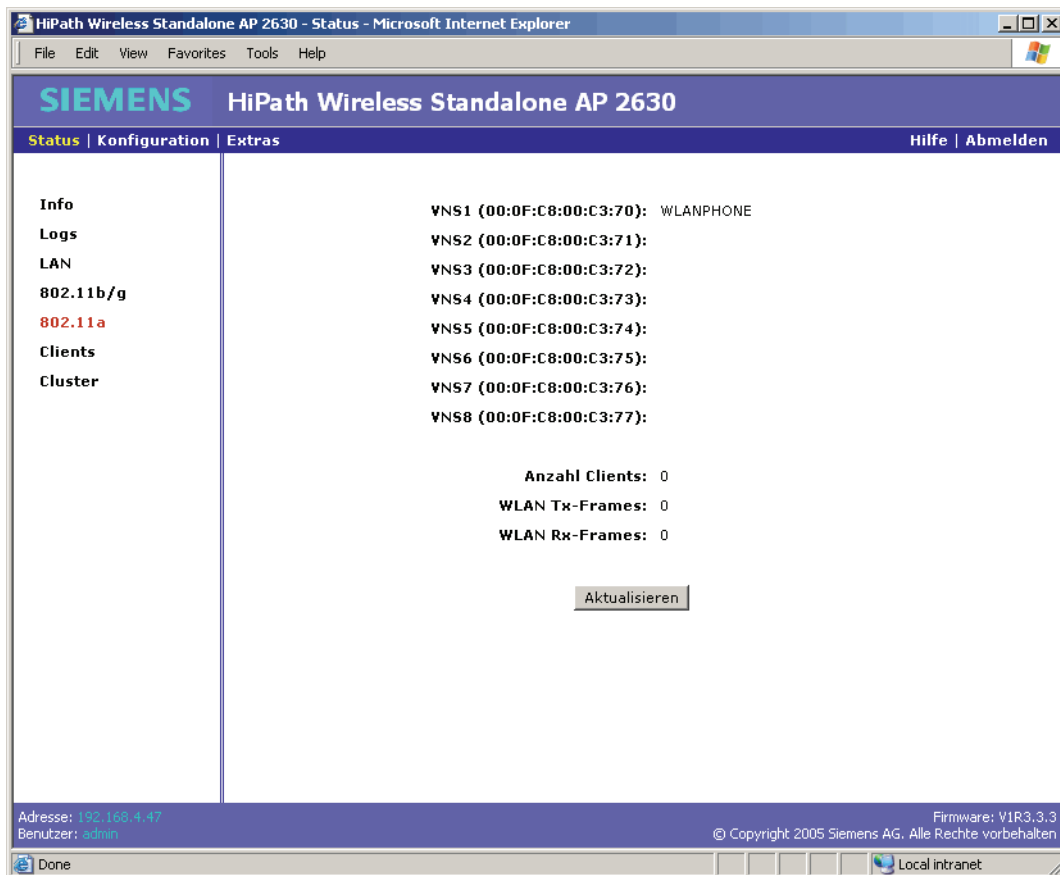 HiPath Wireless Standalone AP 2630 - Status - Microsoft Internet Explorer
File Edit View Favorites Tools Help
SIEMENS HiPath Wireless Standalone AP 2630
Status | Konfiguration | Extras Hilfe | Abmelden
Info
Logs
LAN
802.11b/g
802.11a
Clients
Cluster
VNS1 (00:0F:C8:00:C3:70): WLANPHONE
VNS2 (00:0F:C8:00:C3:71):
VNS3 (00:0F:C8:00:C3:72):
VNS4 (00:0F:C8:00:C3:73):
VNS5 (00:0F:C8:00:C3:74):
VNS6 (00:0F:C8:00:C3:75):
VNS7 (00:0F:C8:00:C3:76):
VNS8 (00:0F:C8:00:C3:77):
Anzahl Clients: 0
WLAN Tx-Frames: 0
WLAN Rx-Frames: 0
Aktualisieren
Adresse: 192.168.4.47
Benutzer: admin
Firmware: V1R3.3.3
© Copyright 2005 Siemens AG. Alle Rechte vorbehalten
Done
Local intranet